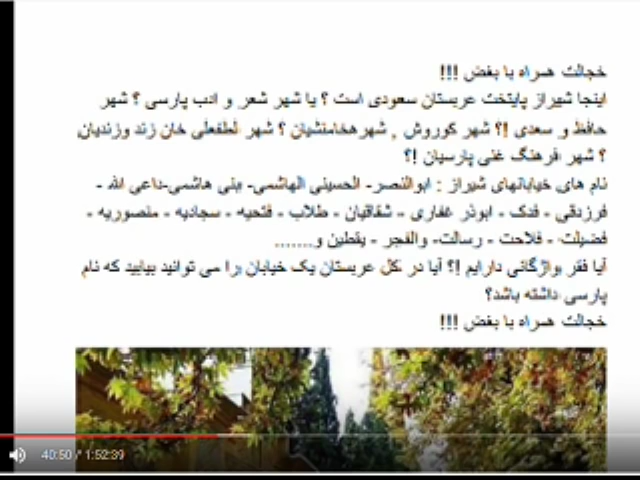 خجالت همراه با بغض !!!
اینجا شیراز پایتخت عربستان سعودی است ؟ یا شهر شعر و ادب پارسی ؟ شهر
حافظ و سعدی !؟ شهر کوروش , شهرهخامنشیان ؟ شهر لطفعلی خان زند وزندیان
؟ شهر فرهنگ غنی پارسیان !؟
نام های خیابانهای شیراز : ابوالنصر- الحسینی الهاشمی- بنی هاشمی-داعی الله -
فرزدقی - فدک - ابوذر غفاری - شقاقیان - طلاب - فتحیه - سجادیه - منصوریه -
فضیلت - فلاحت - رسالت- والفجر - یقطین و.......
آیا فقر واژگانی داریم !؟ آیا در کل عربستان یک خیابان را می توانید بیابید که نام
پارسی داشته باشد؟
خجالت همراه با بغض !!!
40:50 / 1:52:39